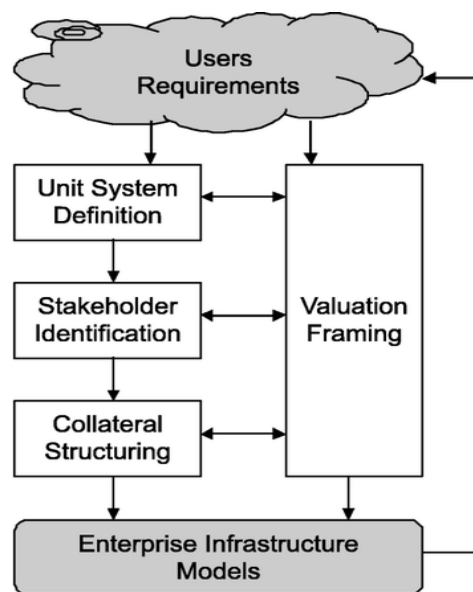 Users
Requirements
Unit System
Definition
Stakeholder
Identification
Valuation
Framing
Collateral
Structuring
Enterprise Infrastructure
Models